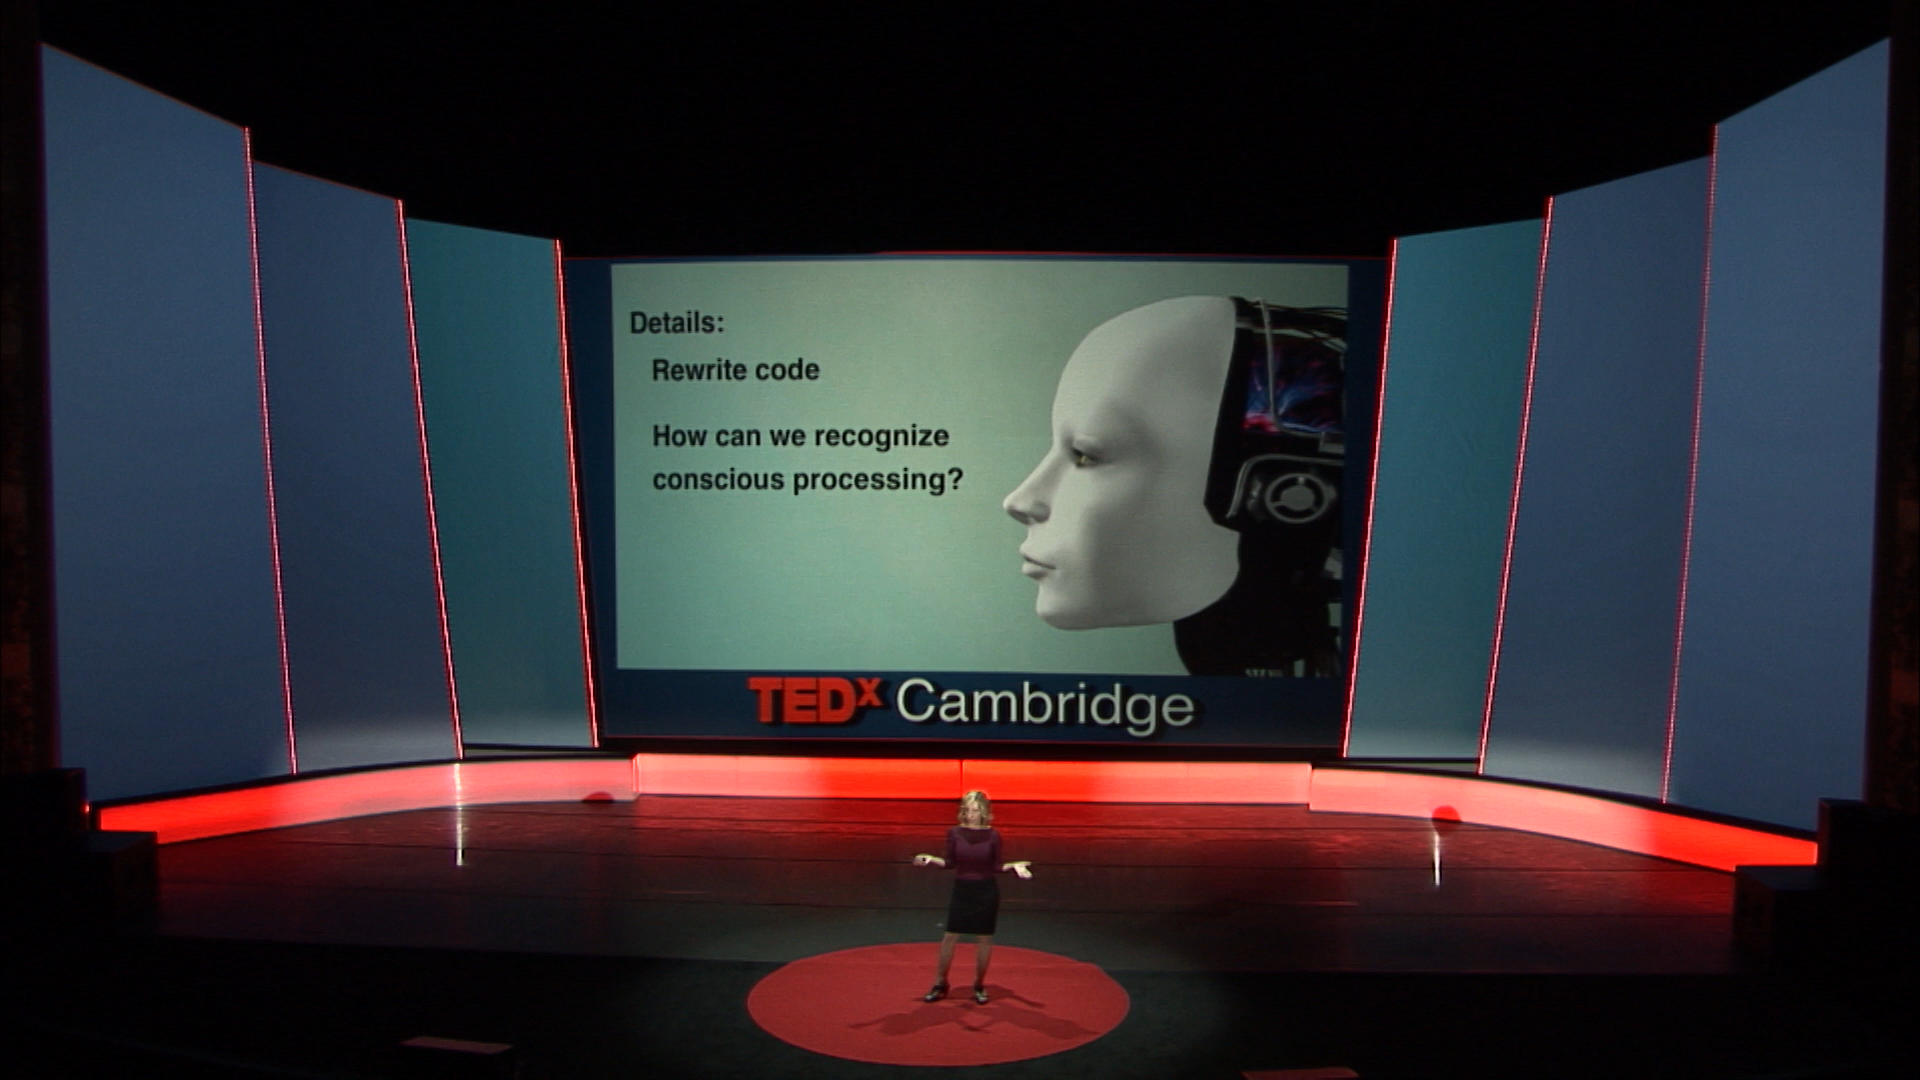 Details:
Rewrite code
How can we recognize
conscious processing?
TEDx Cambridge